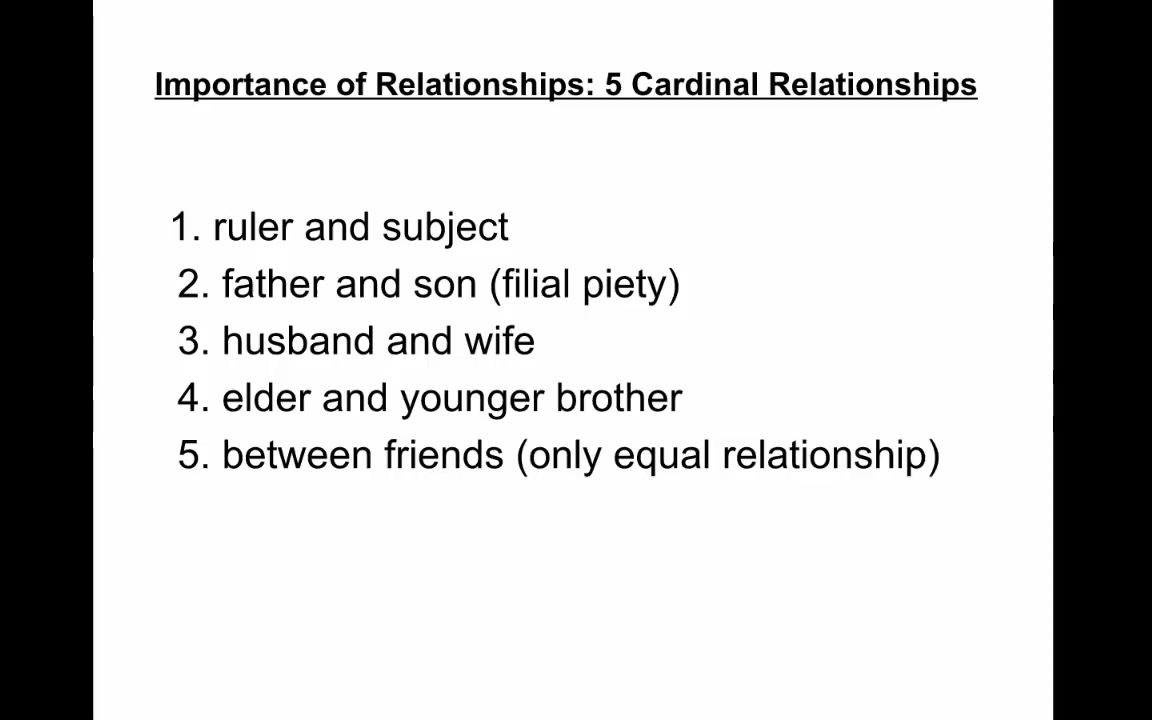 Importance of Relationships: 5 Cardinal Relationships
1. ruler and subject
2. father and son (filial piety)
3. husband and wife
4. elder and younger brother
5. between friends (only equal relationship)